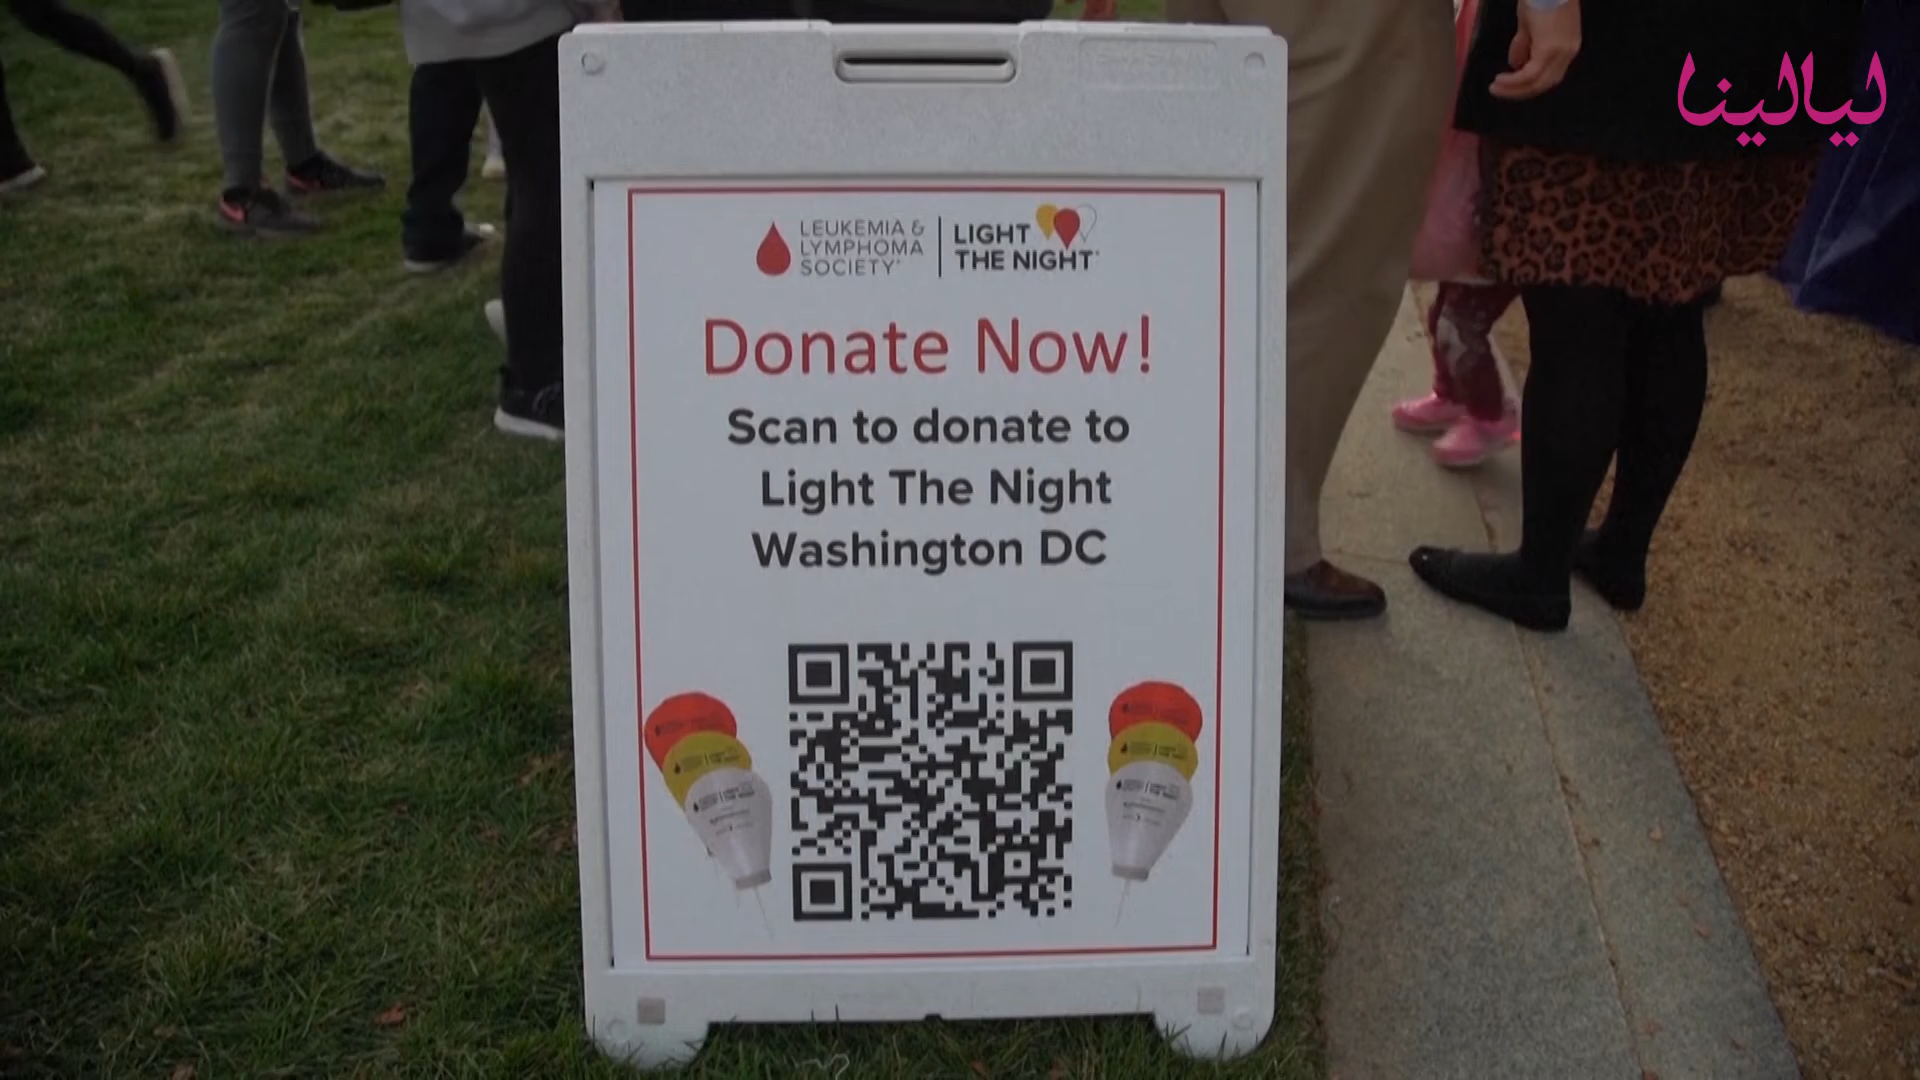 ليالينا
LEUKEMIA &
LYMPHOMA
SOCIETY®
LIGHT
THE NIGHT®
Donate Now!
Scan to donate to
Light The Night
Washington DC